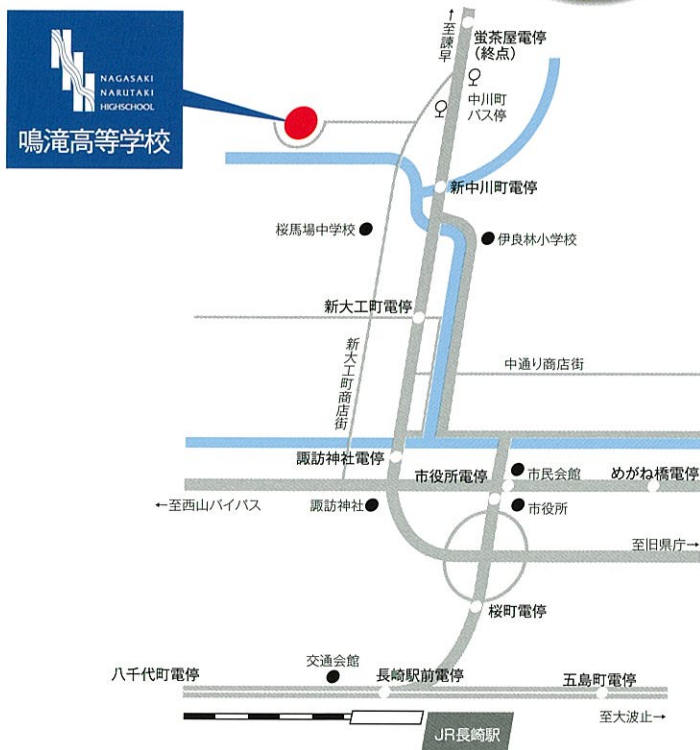 NAGASAKI
NARUTAKI
HIGHSCHOOL
鳴滝高等学校
↑至諫早
蛍茶屋電停
(終点)
中川町
バス停
新中川町電停
桜馬場中学校
伊良林小学校
新大工町電停
新大工町商店街
中通り商店街
諏訪神社電停
市役所電停
市民会館
めがね橋電停
←至西山バイパス
諏訪神社
市役所
至旧県庁→
桜町電停
八千代町電停
交通会館
長崎駅前電停
五島町電停
至大波止→
JR長崎駅